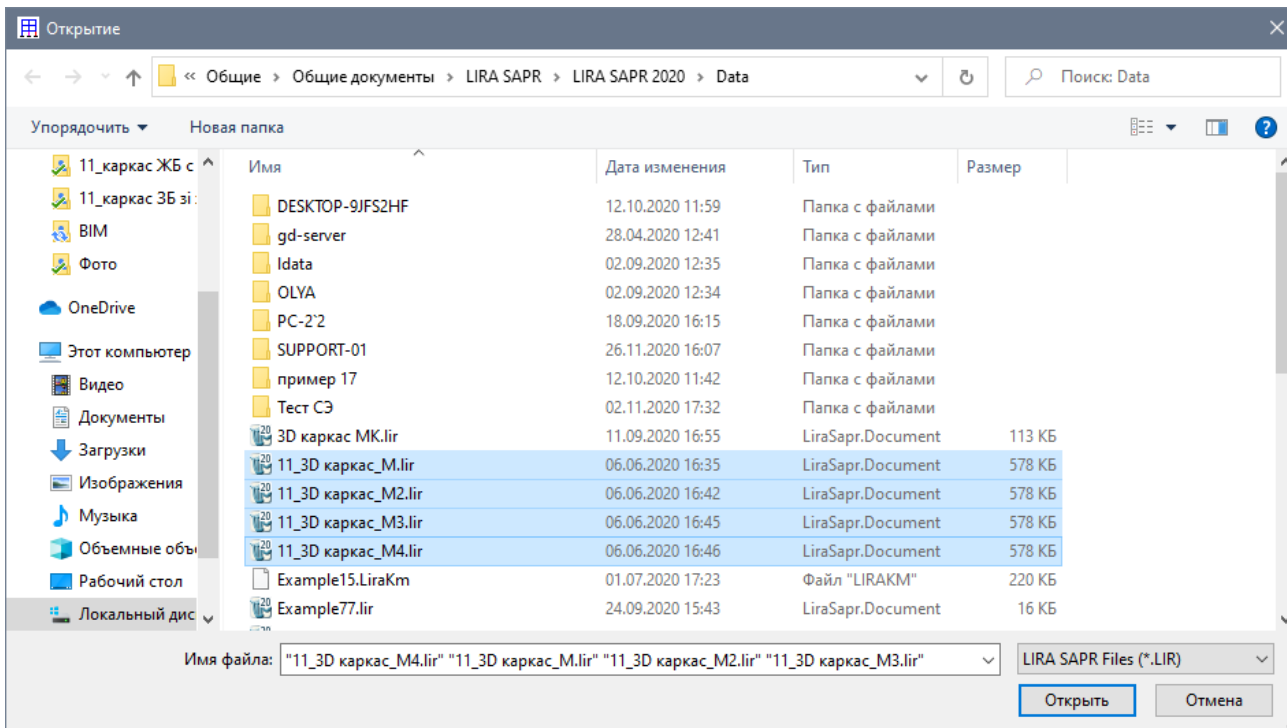 Открытие
« Общие › Общие документы › LIRA SAPR › LIRA SAPR 2020 › Data
Поиск: Data
Упорядочить Новая папка
Имя Дата изменения Тип Размер
11_каркас ЖБ с
11_каркас ЗБ зі
BIM
Фото
OneDrive
Этот компьютер
Видео
Документы
Загрузки
Изображения
Музыка
Объемные объ
Рабочий стол
Локальный дис
DESKTOP-9JFS2HF 12.10.2020 11:59 Папка с файлами
gd-server 28.04.2020 12:41 Папка с файлами
ldata 02.09.2020 12:35 Папка с файлами
OLYA 02.09.2020 12:34 Папка с файлами
PC-2`2 18.09.2020 16:15 Папка с файлами
SUPPORT-01 26.11.2020 16:07 Папка с файлами
пример 17 12.10.2020 11:42 Папка с файлами
Тест СЭ 02.11.2020 17:32 Папка с файлами
3D каркас МК.lir 11.09.2020 16:55 LiraSapr.Document 113 КБ
11_3D каркас_М.lir 06.06.2020 16:35 LiraSapr.Document 578 КБ
11_3D каркас_М2.lir 06.06.2020 16:42 LiraSapr.Document 578 КБ
11_3D каркас_М3.lir 06.06.2020 16:45 LiraSapr.Document 578 КБ
11_3D каркас_М4.lir 06.06.2020 16:46 LiraSapr.Document 578 КБ
Example15.LiraKm 01.07.2020 17:23 Файл "LIRAKM" 220 КБ
Example77.lir 24.09.2020 15:43 LiraSapr.Document 16 КБ
Имя файла: "11_3D каркас_М4.lir" "11_3D каркас_М.lir" "11_3D каркас_М2.lir" "11_3D каркас_М3.lir"
LIRA SAPR Files (*.LIR)
Открыть Отмена